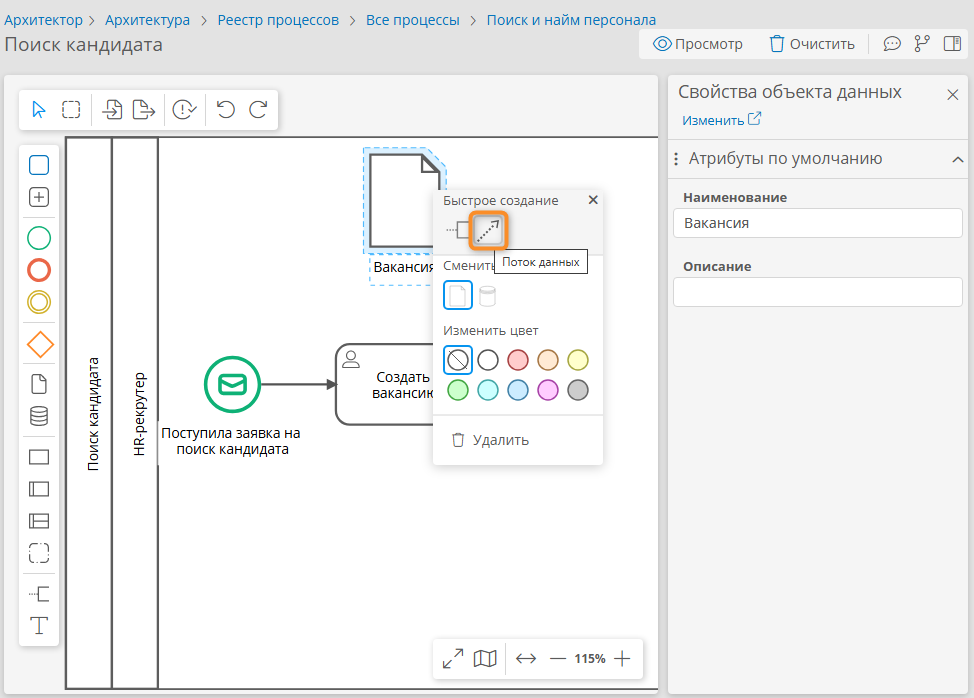 Архитектор > Архитектура > Реестр процессов > Все процессы > Поиск и найм персонала
Поиск кандидата
Просмотр
Очистить
Поиск кандидата
HR-рекрутер
Вакансия
Поступила заявка на
поиск кандидата
Создать
вакансию
Быстрое создание
Поток данных
Сменить
Изменить цвет
Удалить
115%
Свойства объекта данных
Изменить
Атрибуты по умолчанию
Наименование
Вакансия
Описание